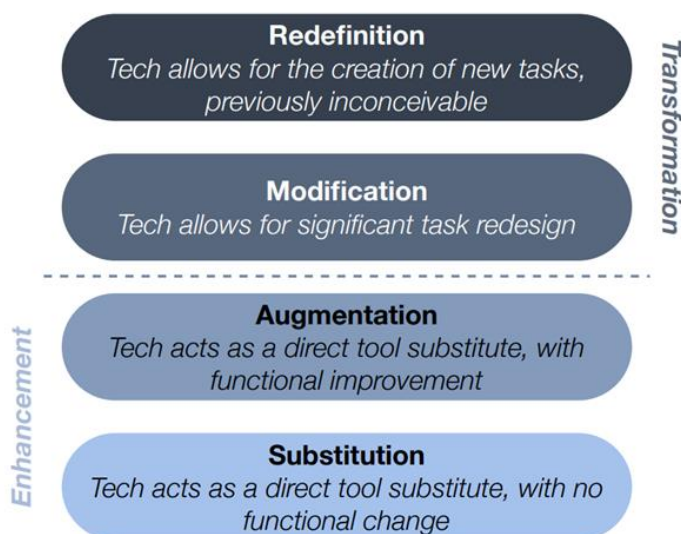 Redefinition
Tech allows for the creation of new tasks,
previously inconceivable
Modification
Tech allows for significant task redesign
Transformation
Augmentation
Tech acts as a direct tool substitute, with
functional improvement
Substitution
Tech acts as a direct tool substitute, with no
functional change
Enhancement